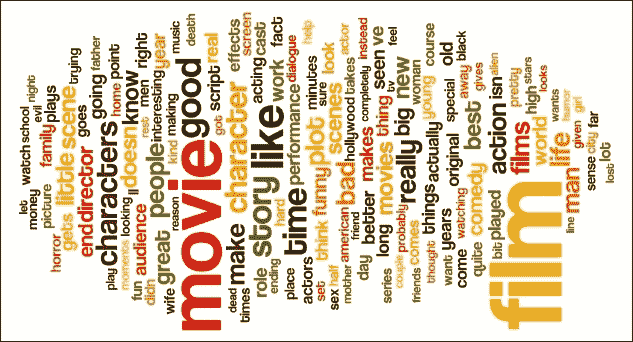 let
money watch school night
picture plays evil
horror family
gets little scene trying
end director goes father
play characters going home point
moments looking ll doesn know
fun audience rest men right
didn great people interesting year
wife reason kind making music
movie good got script death
real
dead make character effects
times story like acting cast screen
role hard work fact
ending
place time performance dialogue help
actors funny minutes
set think plot scenes look sure
sex half bad hollywood takes actor
mother american
friend makes completely instead
day better movies thing seen ve
series long tv feel
couple probably really big new
friends comes woman
thought things actually young course
want years original special old
come watching away black
quite comedy best gives
bit played action isn alien
film films high pretty stars
world looks
life wants humor
line man given girl
sense city far
lost lot